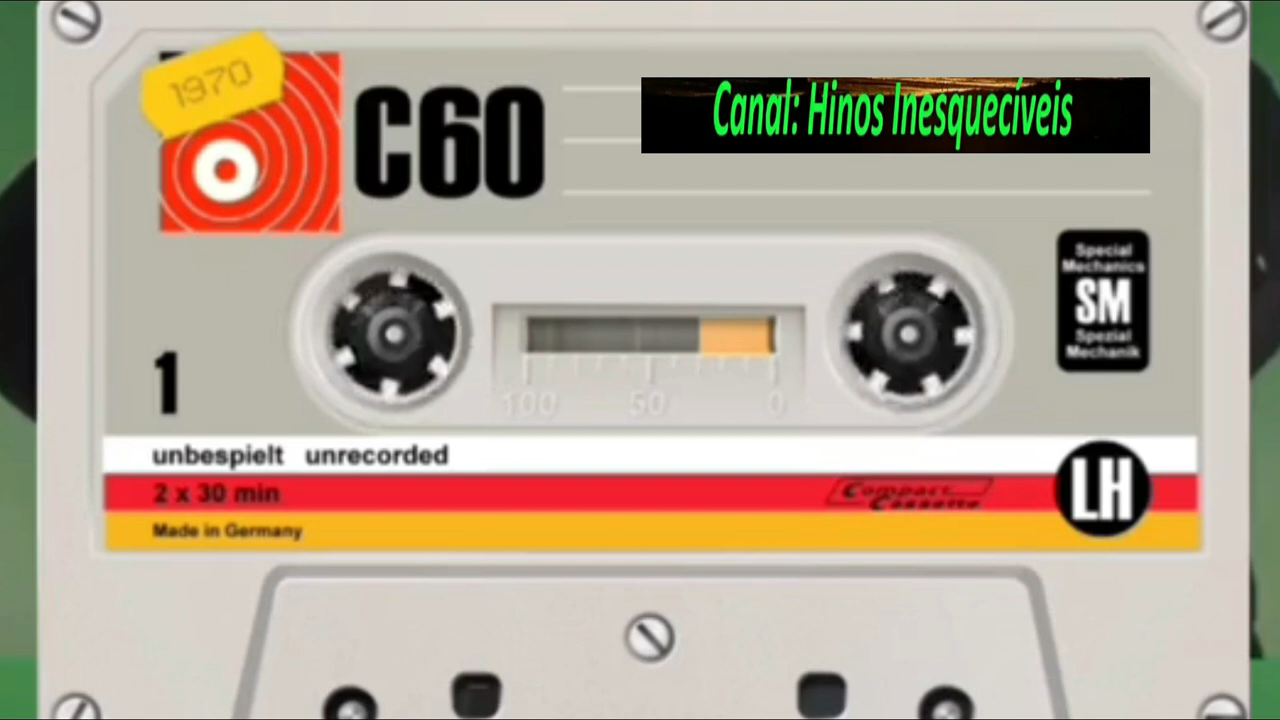 1970
C60
Canal: Hinos Inesquecíveis
Special
Mechanics
SM
Spezial
Mechanik
100 50 0
1
unbespielt unrecorded
2 x 30 min
Compact
Cassette
LH
Made in Germany